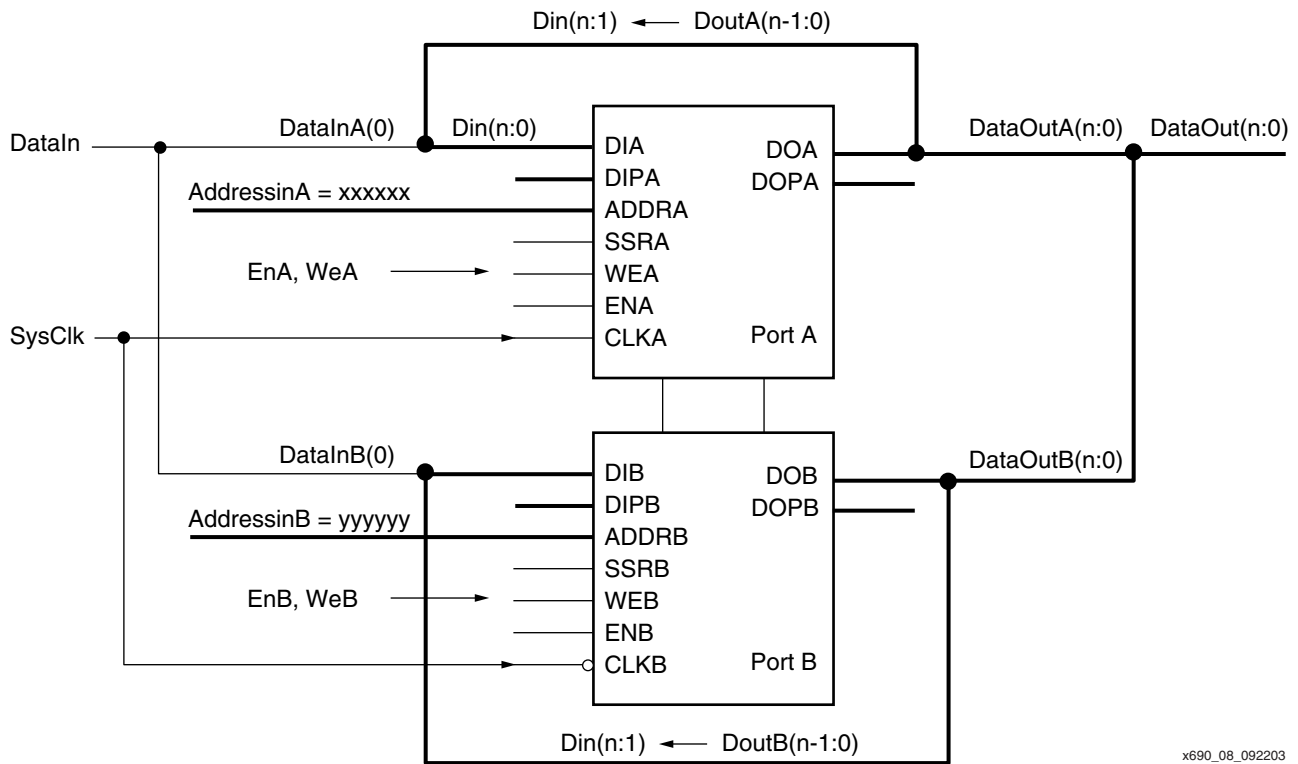 Din(n:1) ← DoutA(n-1:0)
DataIn
DataInA(0)
Din(n:0)
DataOutA(n:0)
DataOut(n:0)
AddressinA = xxxxxx
EnA, WeA
SysClk
DIA
DIPA
ADDRA
SSRA
WEA
ENA
CLKA
DOA
DOPA
Port A
DataInB(0)
DataOutB(n:0)
AddressinB = yyyyyy
EnB, WeB
DIB
DIPB
ADDRB
SSRB
WEB
ENB
CLKB
DOB
DOPB
Port B
Din(n:1) ← DoutB(n-1:0)
x690_08_092203